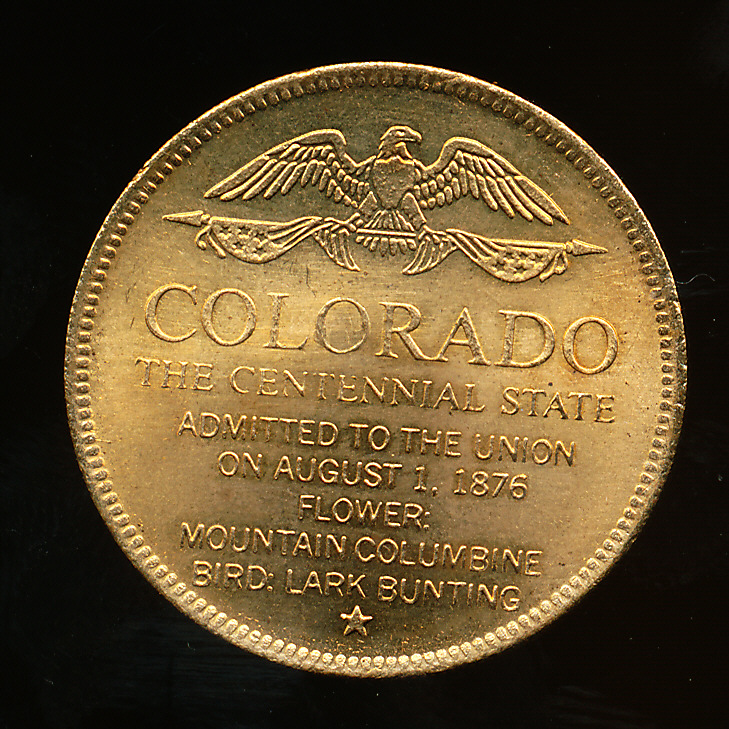 COLORADO
THE CENTENNIAL STATE
ADMITTED TO THE UNION
ON AUGUST 1, 1876
FLOWER:
MOUNTAIN COLUMBINE
BIRD: LARK BUNTING